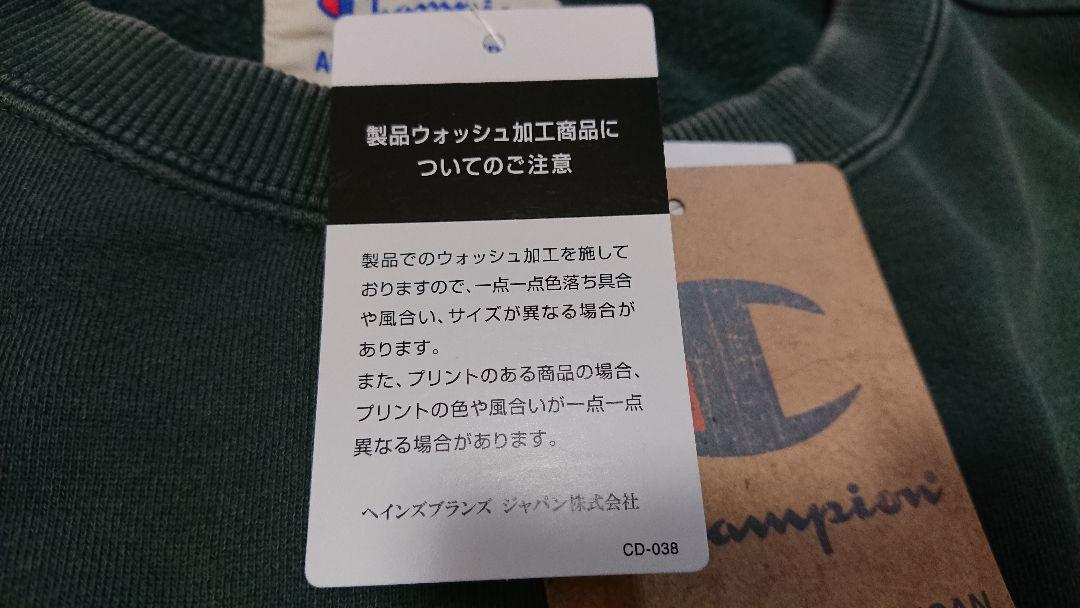 Champion
製品ウォッシュ加工商品に
ついてのご注意
製品でのウォッシュ加工を施して
おりますので、一点一点色落ち具合
や風合い、サイズが異なる場合が
あります。
また、プリントのある商品の場合、
プリントの色や風合いが一点一点
異なる場合があります。
ヘインズブランズ ジャパン株式会社
CD-038
ampion